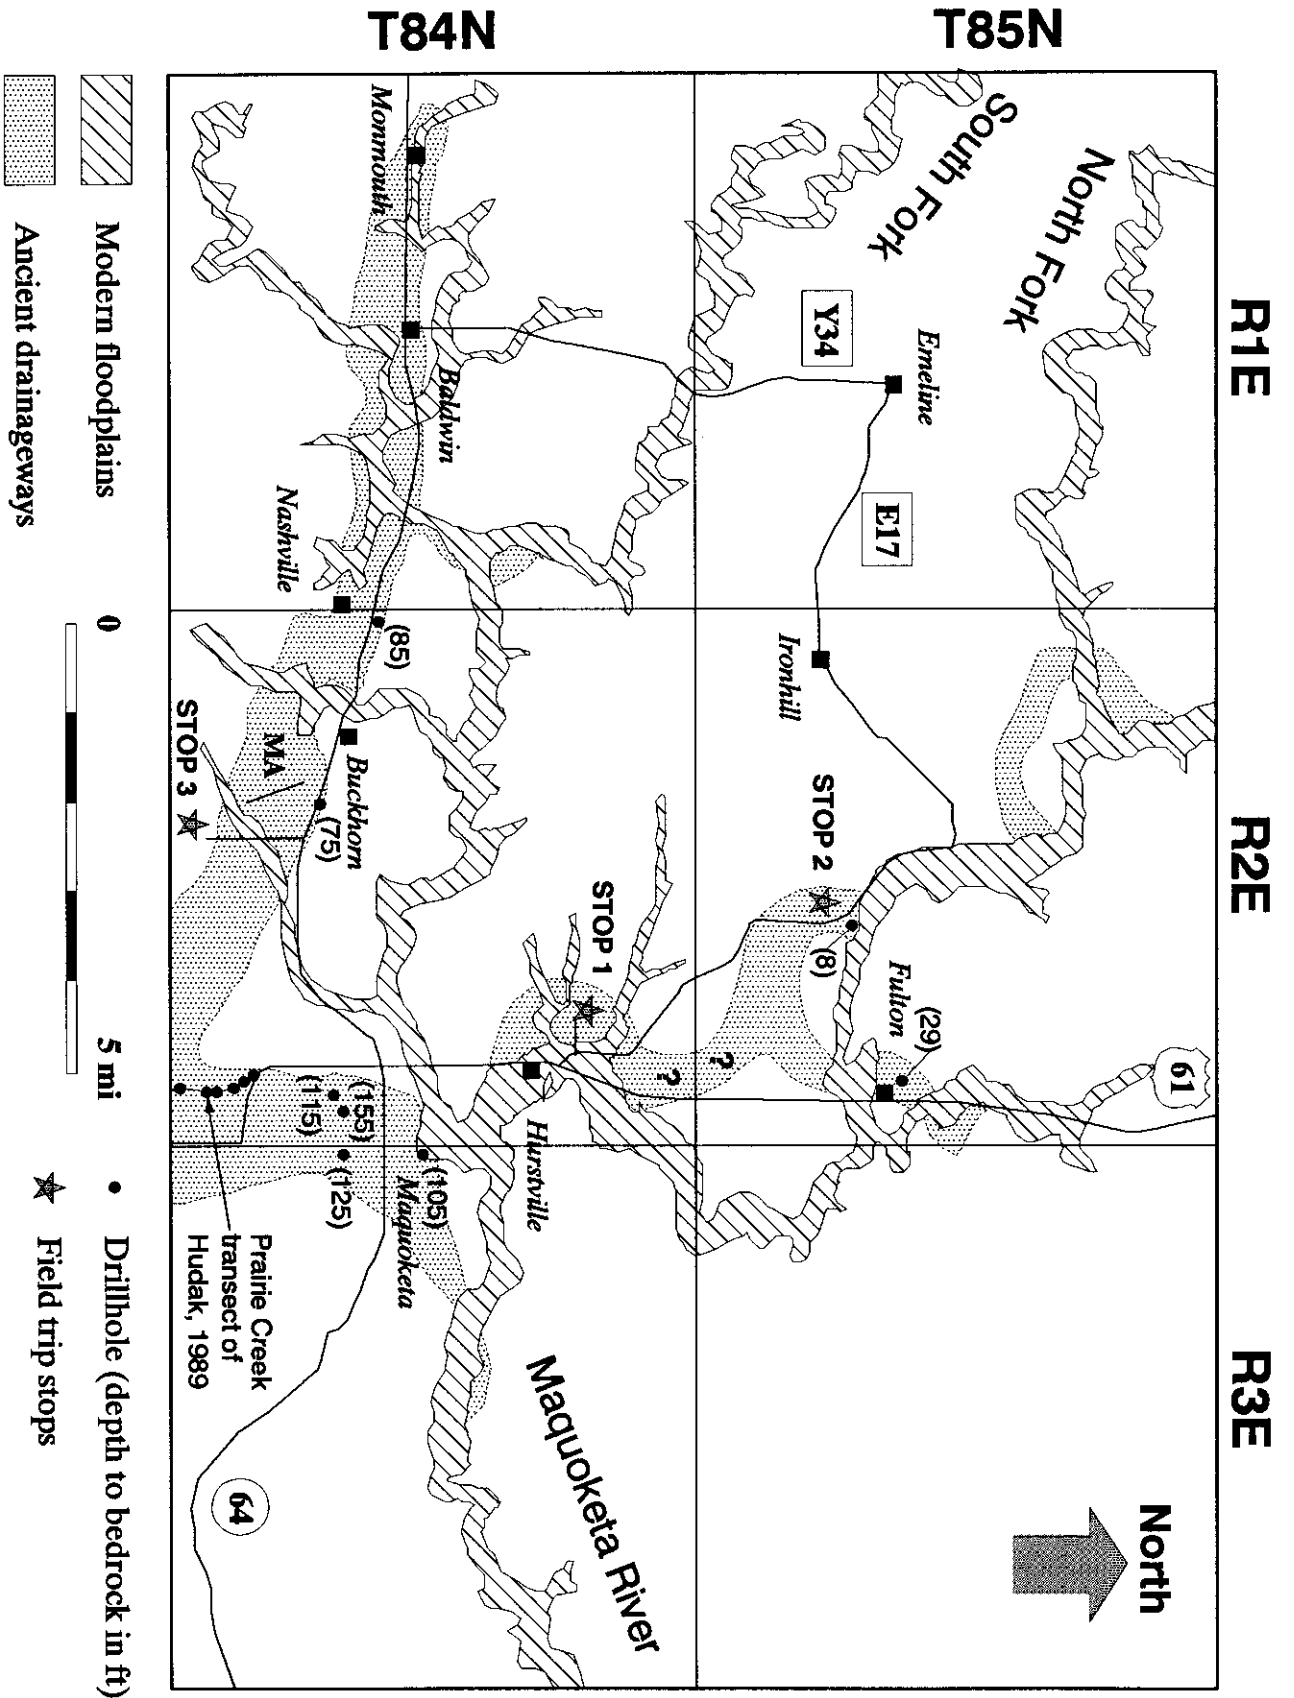 R1E
R2E
R3E
T85N
T84N
North
North Fork
South Fork
61
Y34
Emeline
E17
Ironhill
STOP 2
(8)
Fulton
(29)
?
?
STOP 1
Hurstville
Maquoketa River
Monmouth
Baldwin
Nashville
(85)
Buckhorn
MA
(75)
STOP 3
(155)
(115)
(125)
(105)
Maquoketa
Prairie Creek
transect of
Hudak, 1989
64
Modern floodplains
Ancient drainageways
0
5 mi
Drillhole (depth to bedrock in ft)
Field trip stops